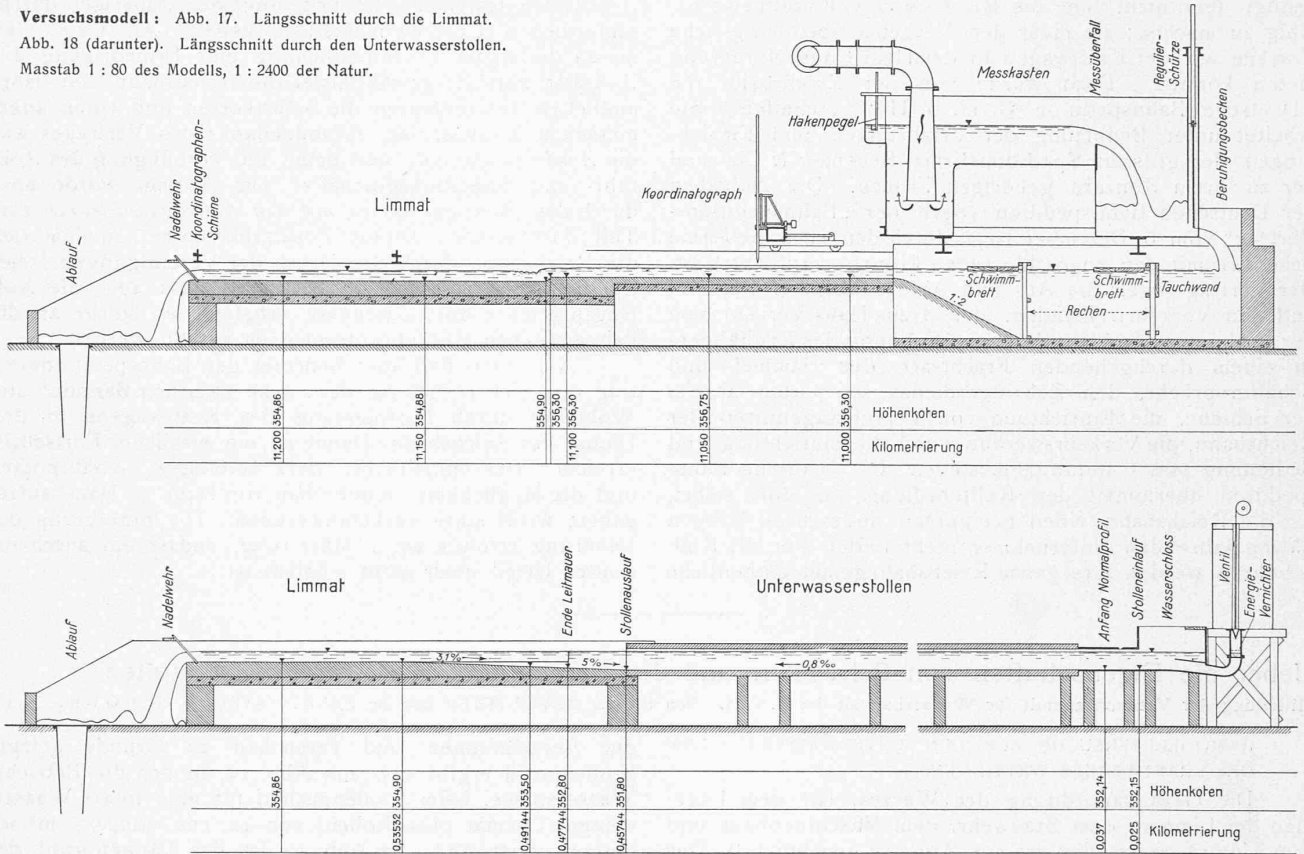 Versuchsmodell: Abb. 17. Längsschnitt durch die Limmat.
Abb. 18 (darunter). Längsschnitt durch den Unterwasserstollen.
Masstab 1 : 80 des Modells, 1 : 2400 der Natur.
Ablauf
Nadelwehr
Koordinatographen-
Schiene
Limmat
Koordinatograph
Hakenpegel
Messkasten
Messüberfall
Regulier-
Schütze
Beruhigungsbecken
Schwimm-
brett
Schwimm-
brett
Tauchwand
Rechen
1:2
354,86
354,88
354,90
356,30
356,30
356,75
356,30
Höhenkoten
11,200
11,150
11,100
11,050
11,000
Kilometrierung
Ablauf
Nadelwehr
Limmat
Ende Leitmauer
Stollenauslauf
Unterwasserstollen
Anfang Normalprofil
Stolleneinlauf
Wasserschloss
Ventil
Energie-
Vernichter
3,1‰
5%
0,8‰
354,86
354,90
353,50
352,80
351,80
352,14
352,15
Höhenkoten
0,53532
0,49144
0,47744
0,45744
0,037
0,025
Kilometrierung